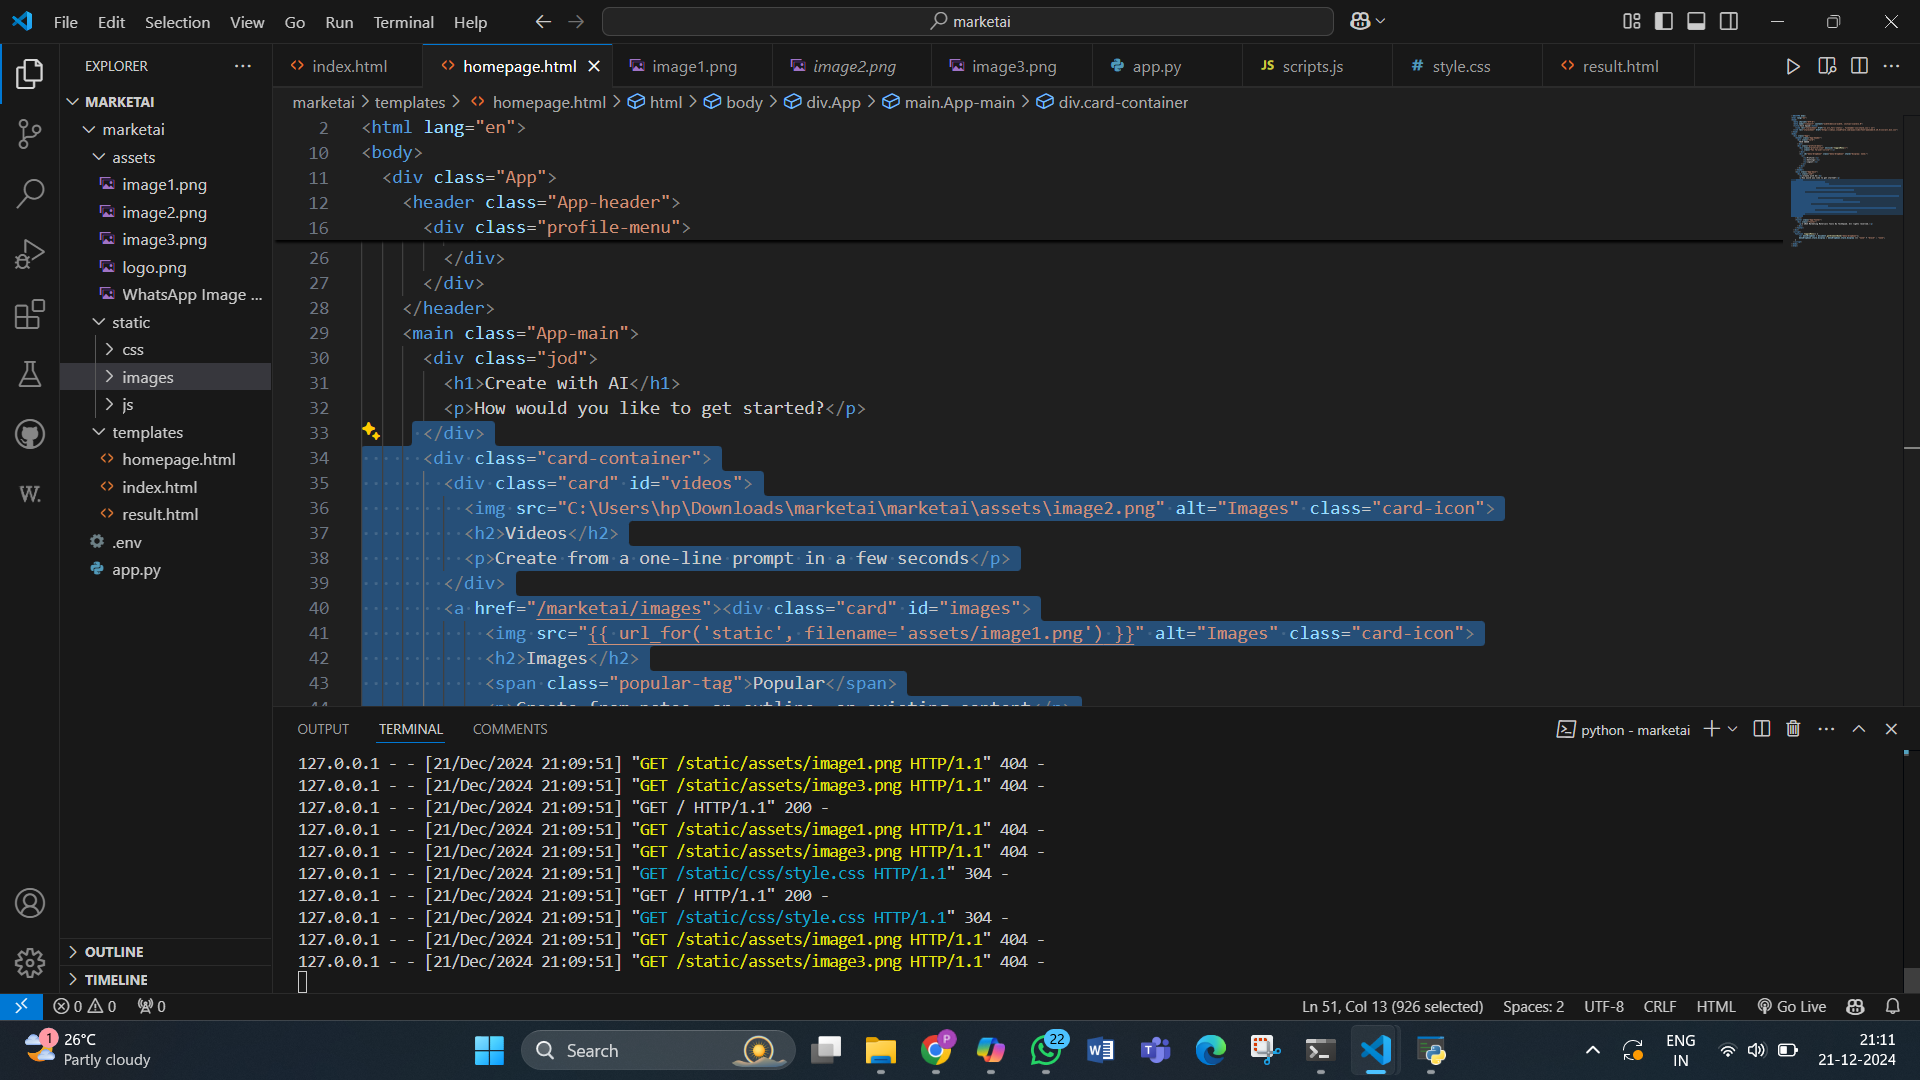 File Edit Selection View Go Run Terminal Help
marketai
EXPLORER
index.html
homepage.html
image1.png
image2.png
image3.png
app.py
JS scripts.js
# style.css
result.html
marketai > templates > homepage.html > html > body > div.App > main.App-main > div.card-container
MARKETAI
marketai
assets
image1.png
image2.png
image3.png
logo.png
WhatsApp Image ...
static
css
images
js
templates
homepage.html
index.html
result.html
.env
app.py
OUTLINE
TIMELINE
W.
2 <html lang="en">
10 <body>
11 <div class="App">
12 <header class="App-header">
16 <div class="profile-menu">
26 </div>
27 </div>
28 </header>
29 <main class="App-main">
30 <div class="jod">
31 <h1>Create with AI</h1>
32 <p>How would you like to get started?</p>
33 </div>
34 <div class="card-container">
35 <div class="card" id="videos">
36 <img src="C:\Users\hp\Downloads\marketai\marketai\assets\image2.png" alt="Images" class="card-icon">
37 <h2>Videos</h2>
38 <p>Create from a one-line prompt in a few seconds</p>
39 </div>
40 <a href="/marketai/images"><div class="card" id="images">
41 <img src="{{ url_for('static', filename='assets/image1.png') }}" alt="Images" class="card-icon">
42 <h2>Images</h2>
43 <span class="popular-tag">Popular</span>
OUTPUT TERMINAL COMMENTS
python - marketai
127.0.0.1 - - [21/Dec/2024 21:09:51] "GET /static/assets/image1.png HTTP/1.1" 404 -
127.0.0.1 - - [21/Dec/2024 21:09:51] "GET /static/assets/image3.png HTTP/1.1" 404 -
127.0.0.1 - - [21/Dec/2024 21:09:51] "GET / HTTP/1.1" 200 -
127.0.0.1 - - [21/Dec/2024 21:09:51] "GET /static/assets/image1.png HTTP/1.1" 404 -
127.0.0.1 - - [21/Dec/2024 21:09:51] "GET /static/assets/image3.png HTTP/1.1" 404 -
127.0.0.1 - - [21/Dec/2024 21:09:51] "GET /static/css/style.css HTTP/1.1" 304 -
127.0.0.1 - - [21/Dec/2024 21:09:51] "GET / HTTP/1.1" 200 -
127.0.0.1 - - [21/Dec/2024 21:09:51] "GET /static/css/style.css HTTP/1.1" 304 -
127.0.0.1 - - [21/Dec/2024 21:09:51] "GET /static/assets/image1.png HTTP/1.1" 404 -
127.0.0.1 - - [21/Dec/2024 21:09:51] "GET /static/assets/image3.png HTTP/1.1" 404 -
0 0 0
Ln 51, Col 13 (926 selected) Spaces: 2 UTF-8 CRLF HTML Go Live
1
26°C
Partly cloudy
Search
P
22
ENG
IN
21:11
21-12-2024